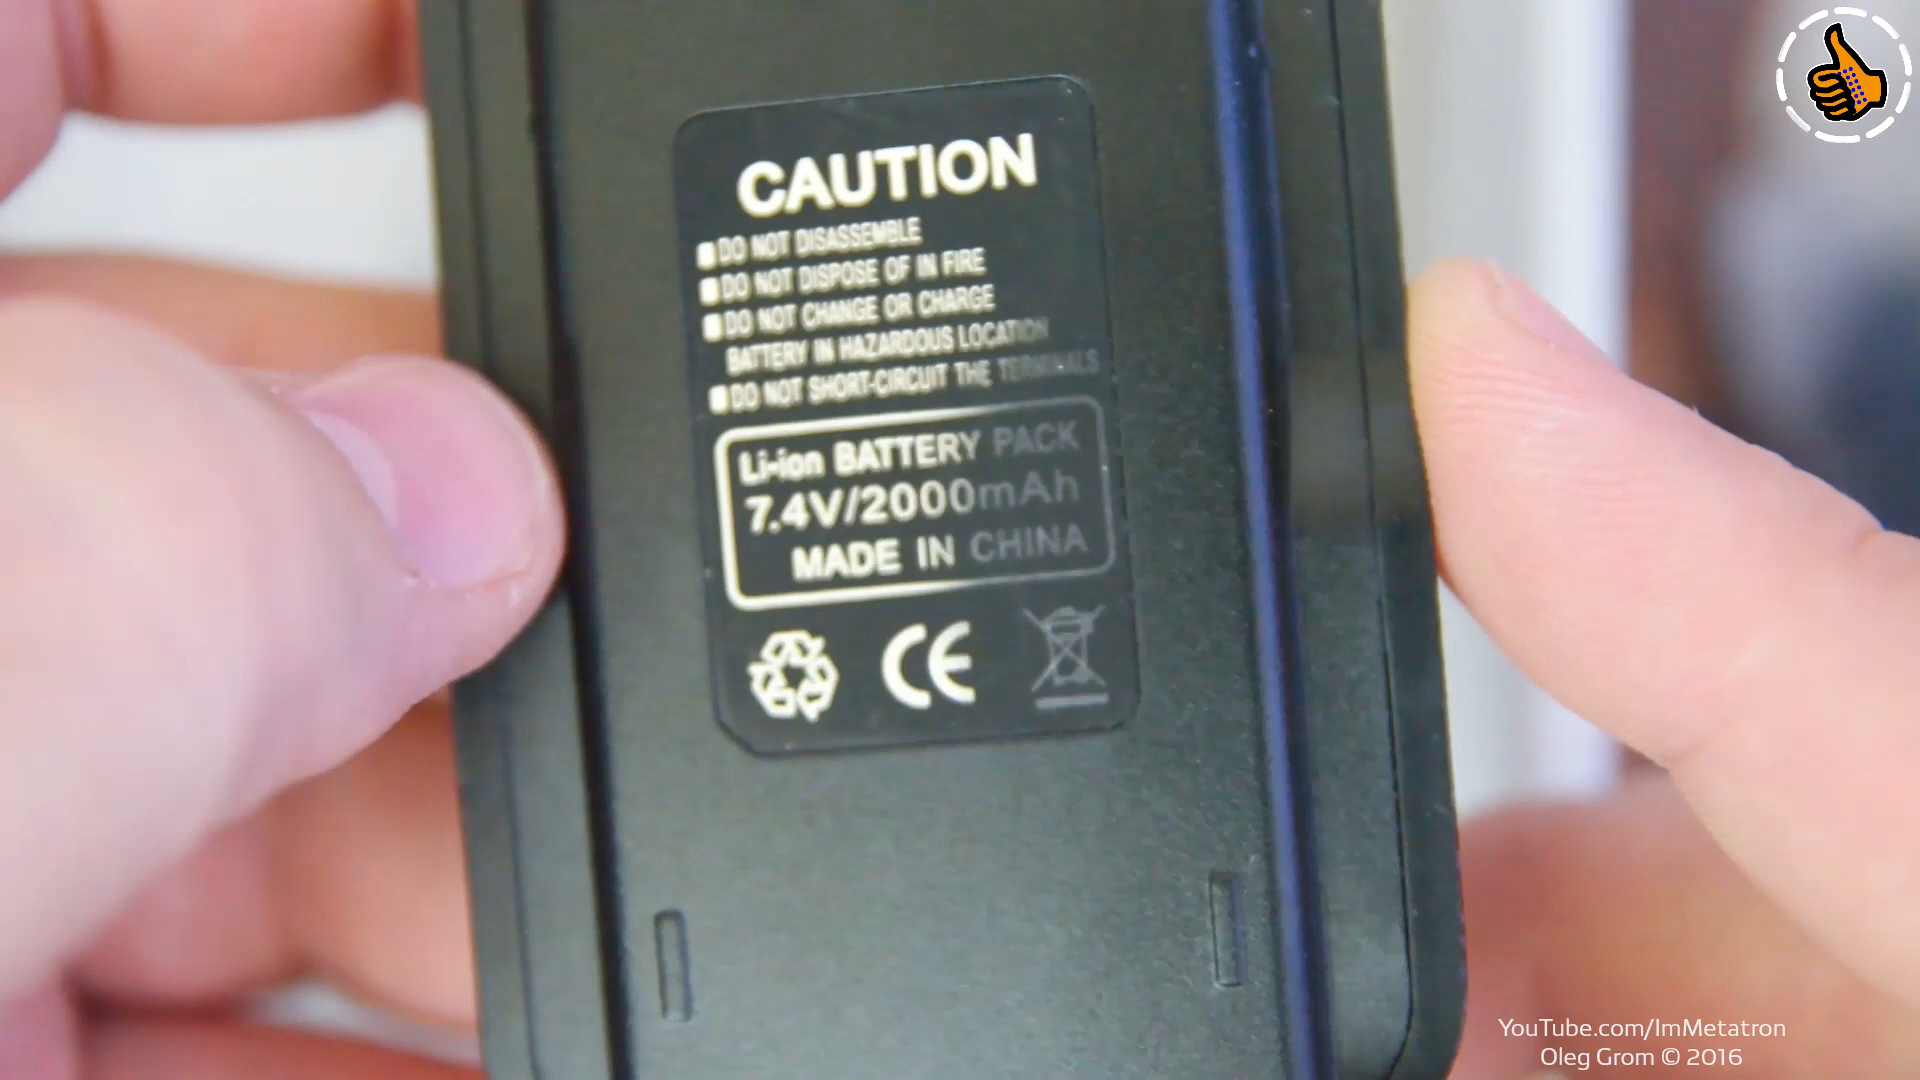 CAUTION
DO NOT DISASSEMBLE
DO NOT DISPOSE OF IN FIRE
DO NOT CHANGE OR CHARGE
BATTERY IN HAZARDOUS LOCATION
DO NOT SHORT-CIRCUIT THE TERMINALS
Li-ion BATTERY PACK
7.4V/2000mAh
MADE IN CHINA
CE
YouTube.com/ImMetatron
Oleg Grom © 2016